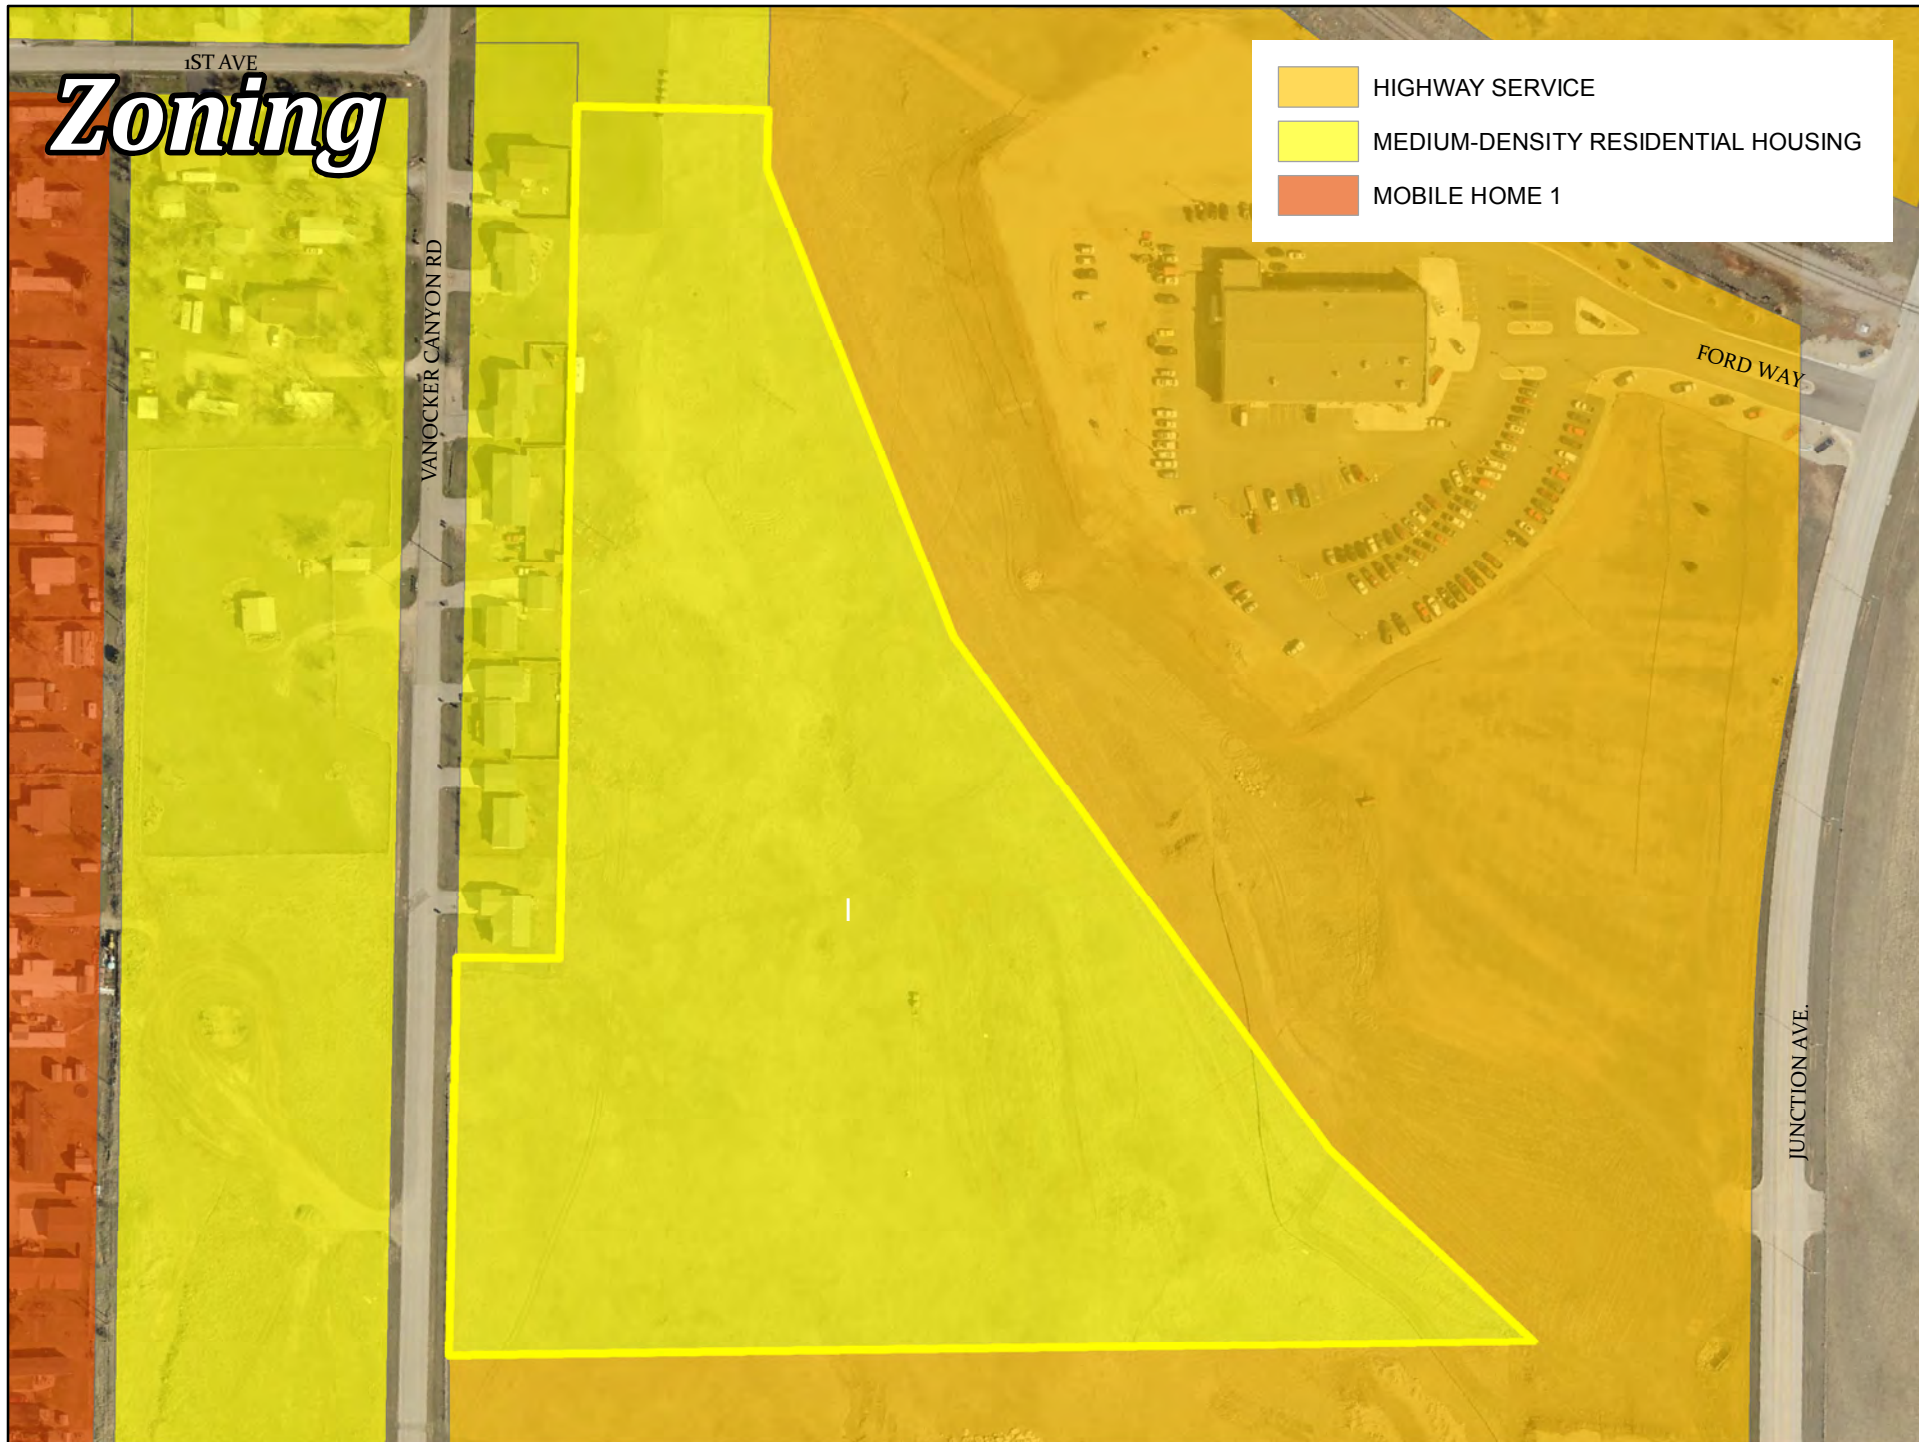 1ST AVE
Zoning
HIGHWAY SERVICE
MEDIUM-DENSITY RESIDENTIAL HOUSING
MOBILE HOME 1
VANOCKER CANYON RD
FORD WAY
JUNCTION AVE.